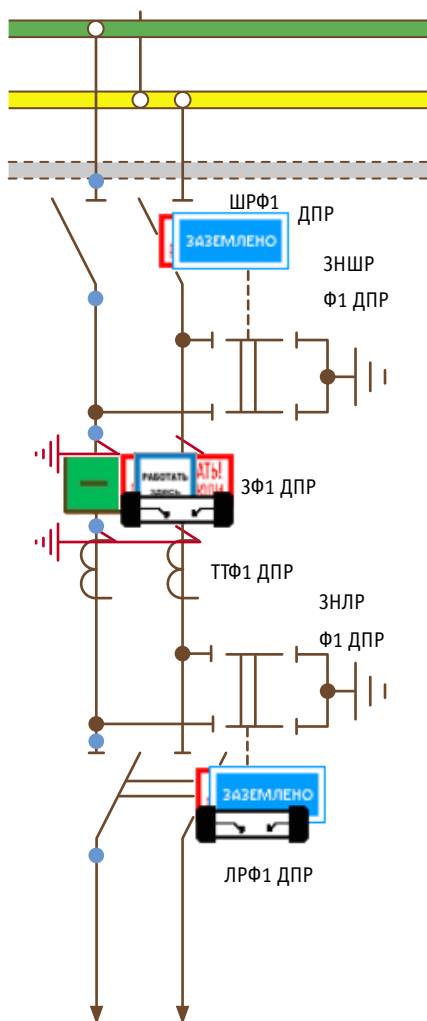 ШРФ1 ДПР
ЗАЗЕМЛЕНО
ЗНШР
Ф1 ДПР
РАБОТАТЬ
ЗДЕСЬ
АТЬ!
ЗФ1 ДПР
ТТФ1 ДПР
ЗНЛР
Ф1 ДПР
ЗАЗЕМЛЕНО
ЛРФ1 ДПР